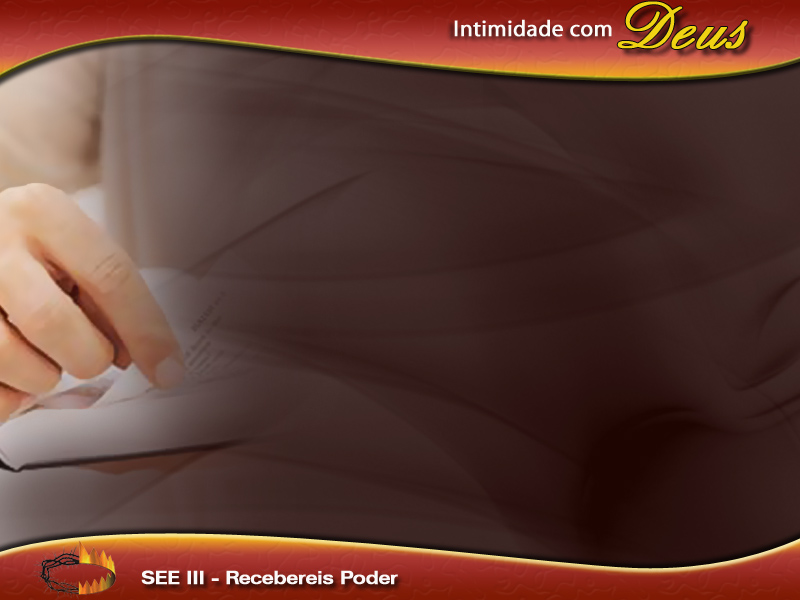 Intimidade com Deus
SEE III - Recebereis Poder